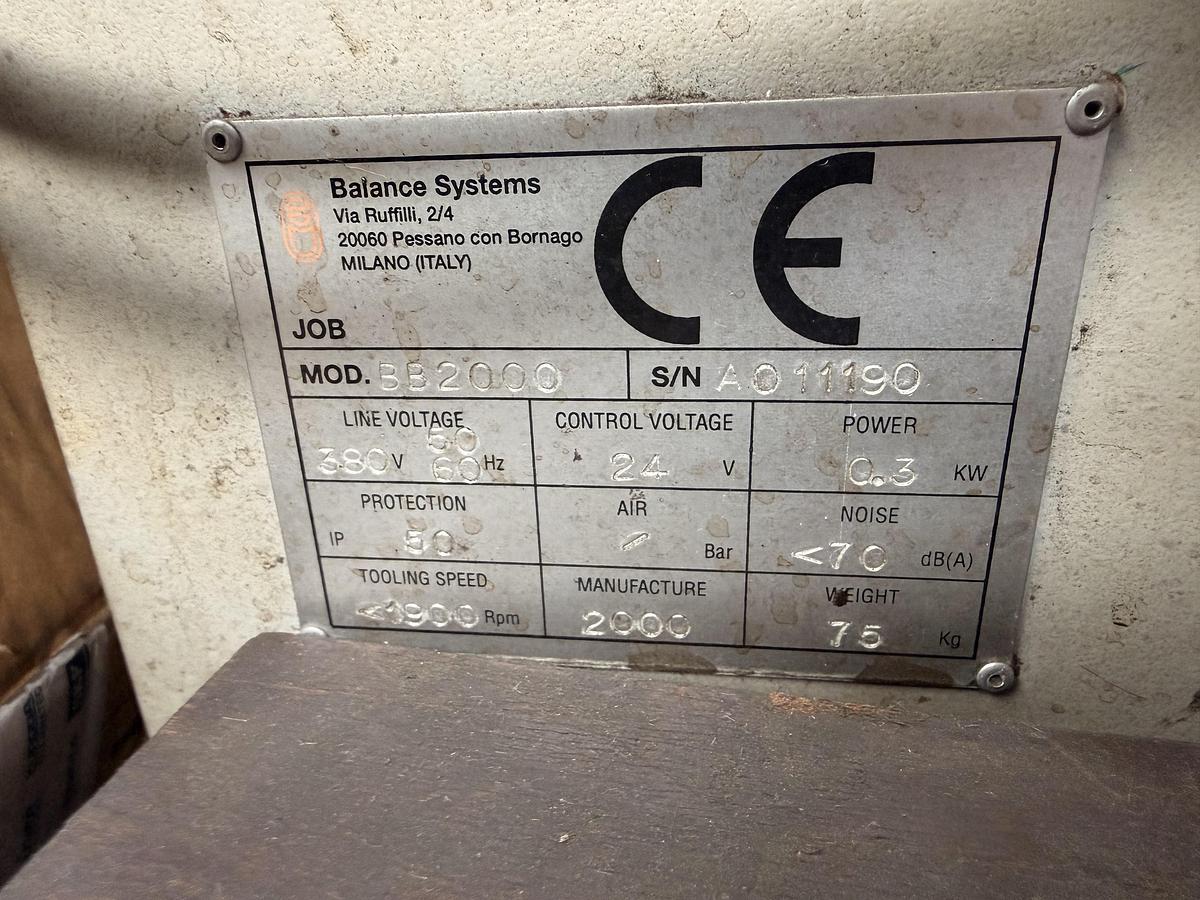 Balance Systems
Via Ruffilli, 2/4
20060 Pessano con Bornago
MILANO (ITALY)
CE
JOB
MOD. BB2000 S/N A011190
LINE VOLTAGE 380 V 50 60 Hz
CONTROL VOLTAGE 24 V
POWER 0.3 KW
PROTECTION IP 50
AIR / Bar
NOISE <70 dB(A)
TOOLING SPEED <1900 Rpm
MANUFACTURE 2000
WEIGHT 75 Kg